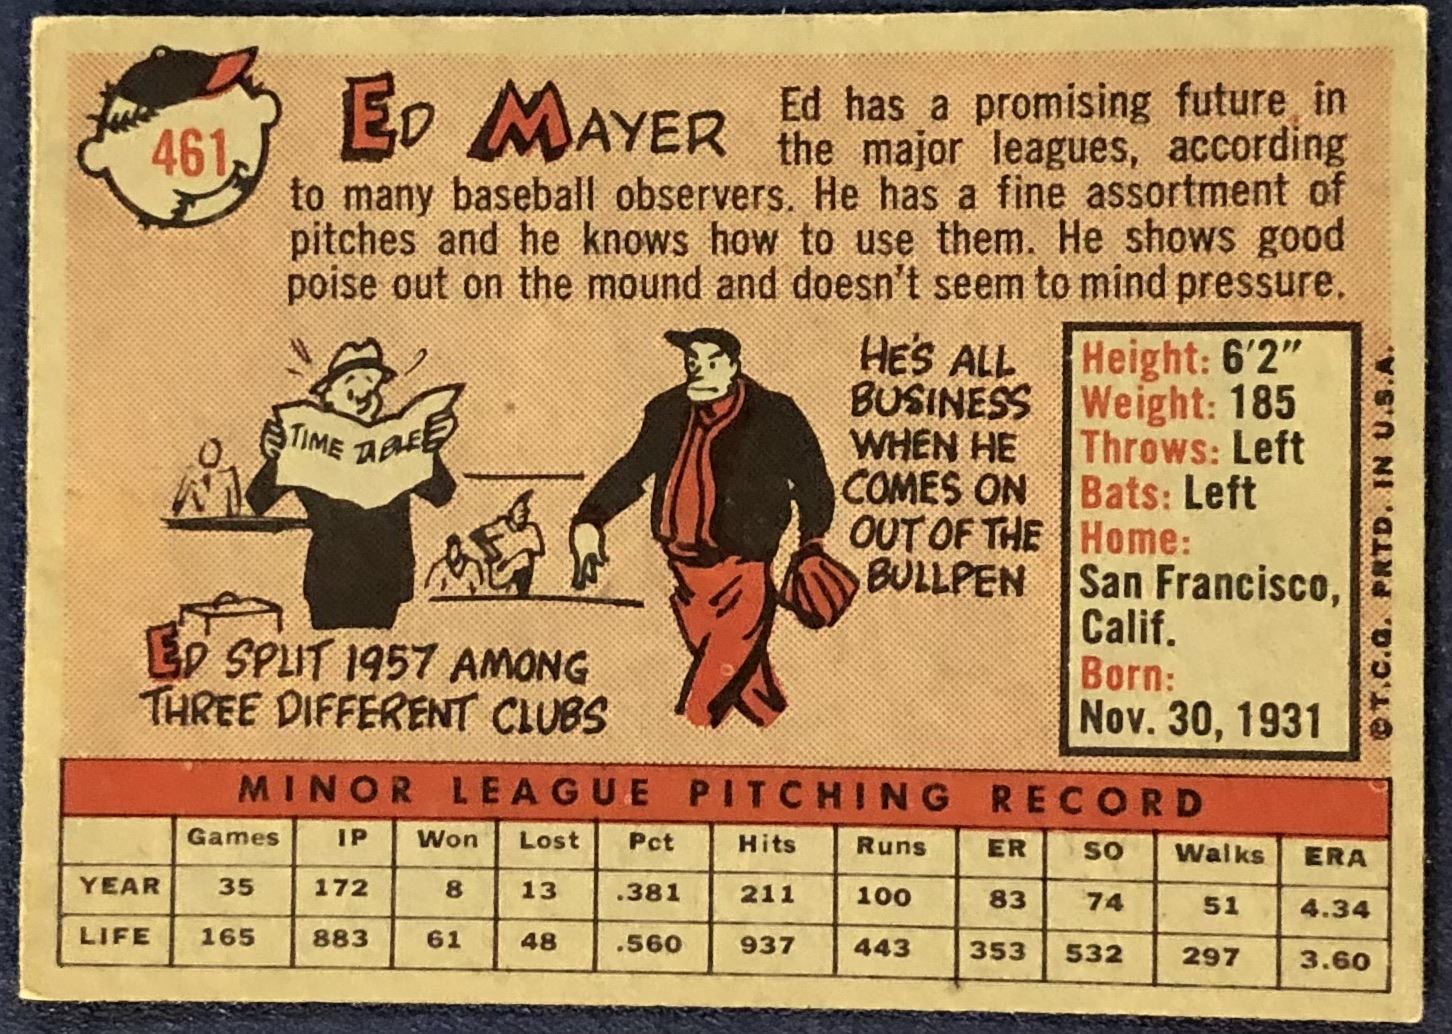 461
ED MAYER
Ed has a promising future in
the major leagues, according
to many baseball observers. He has a fine assortment of
pitches and he knows how to use them. He shows good
poise out on the mound and doesn't seem to mind pressure.
TIME TABLE
ED SPLIT 1957 AMONG
THREE DIFFERENT CLUBS
HE'S ALL
BUSINESS
WHEN HE
COMES ON
OUT OF THE
BULLPEN
Height: 6'2"
Weight: 185
Throws: Left
Bats: Left
Home:
San Francisco,
Calif.
Born:
Nov. 30, 1931
© T.C.G. PRTD. IN U.S.A.
MINOR LEAGUE PITCHING RECORD
Games IP Won Lost Pct Hits Runs ER SO Walks ERA
YEAR 35 172 8 13 .381 211 100 83 74 51 4.34
LIFE 165 883 61 48 .560 937 443 353 532 297 3.60